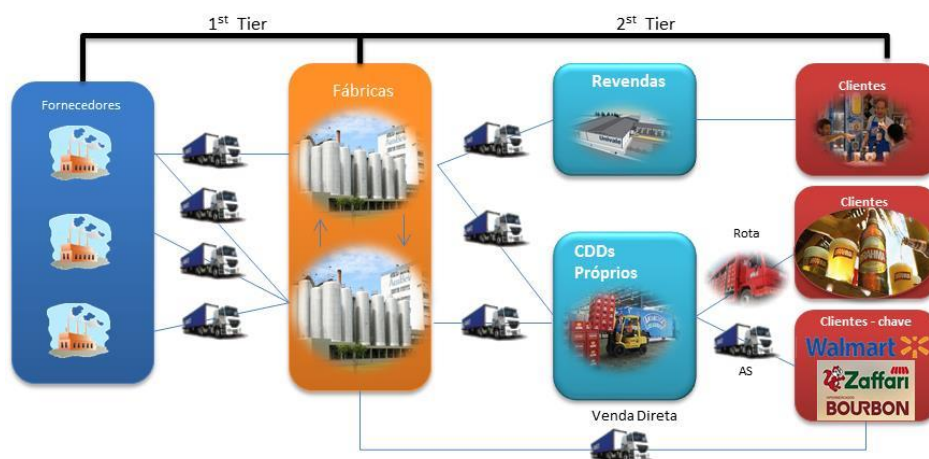 1st Tier
2st Tier
Fornecedores
Fábricas
Revendas
Clientes
CDDs
Próprios
Clientes
Rota
AS
Clientes - chave
Walmart
Zaffari
BOURBON
Venda Direta